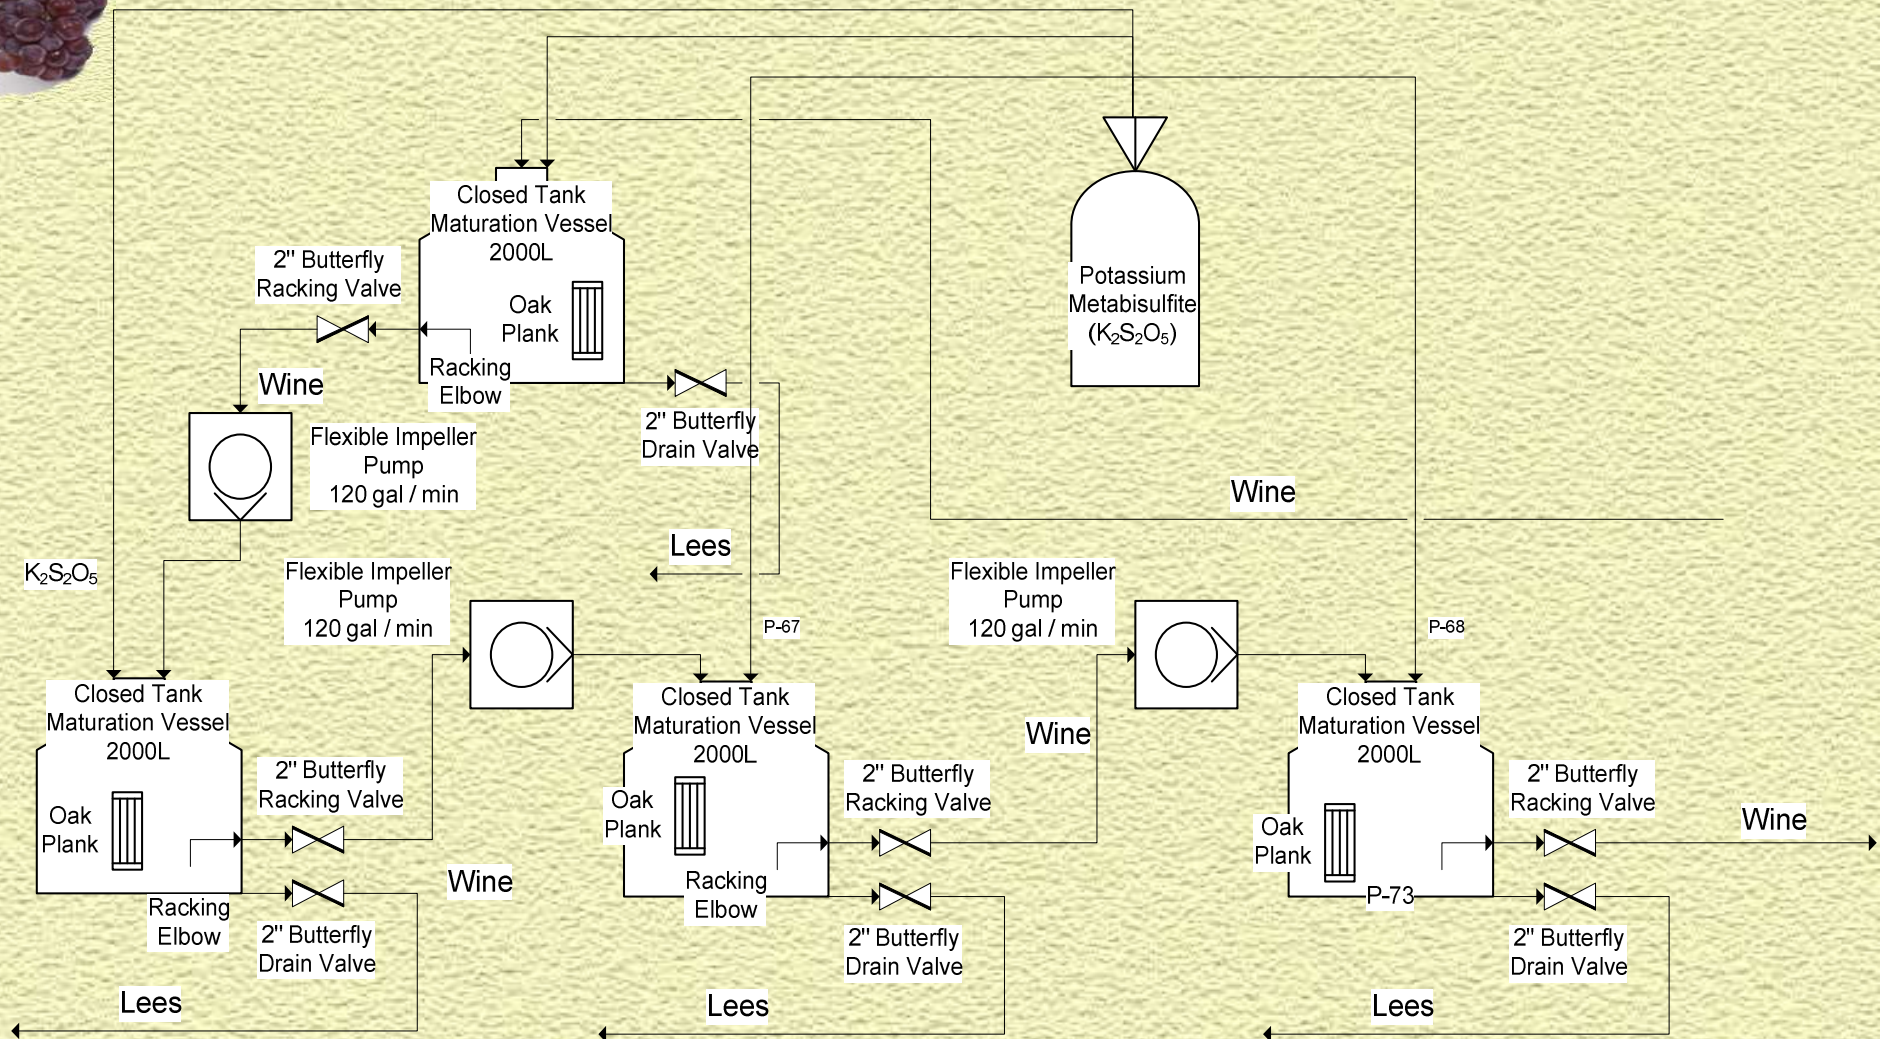 Closed Tank
Maturation Vessel
2000L
2" Butterfly
Racking Valve
Oak
Plank
Racking
Elbow
Wine
2" Butterfly
Drain Valve
Potassium
Metabisulfite
(K₂S₂O₅)
Flexible Impeller
Pump
120 gal / min
Wine
Lees
K₂S₂O₅
Flexible Impeller
Pump
120 gal / min
P-67
Flexible Impeller
Pump
120 gal / min
P-68
Closed Tank
Maturation Vessel
2000L
Oak
Plank
2" Butterfly
Racking Valve
Racking
Elbow
2" Butterfly
Drain Valve
Wine
Lees
Closed Tank
Maturation Vessel
2000L
Oak
Plank
2" Butterfly
Racking Valve
Racking
Elbow
2" Butterfly
Drain Valve
Wine
Lees
Closed Tank
Maturation Vessel
2000L
Oak
Plank
2" Butterfly
Racking Valve
P-73
2" Butterfly
Drain Valve
Wine
Lees